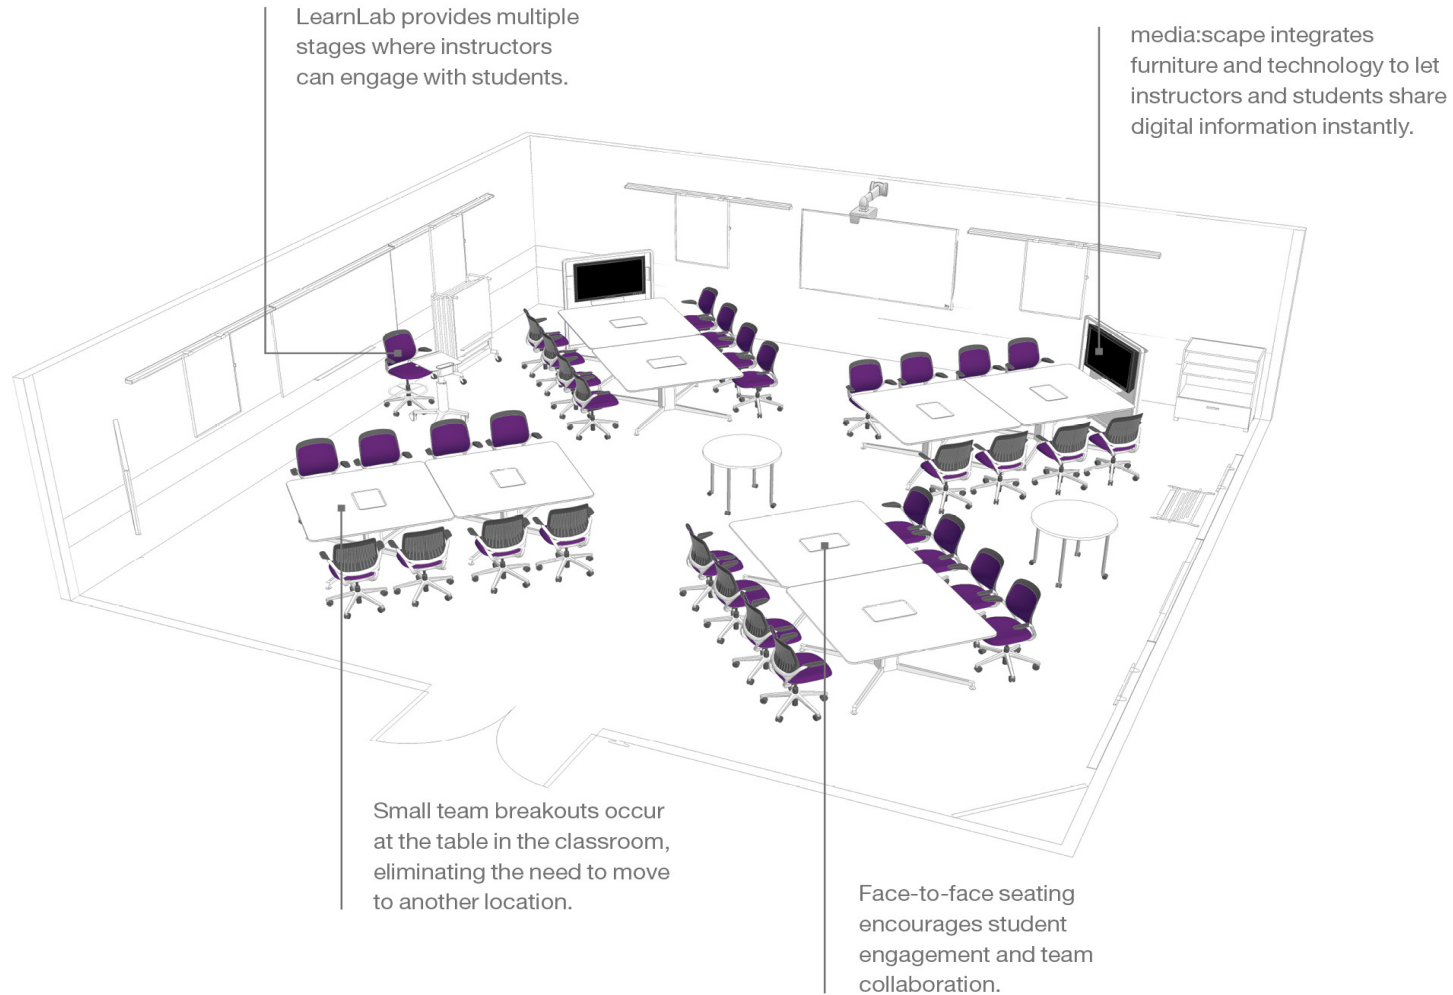 LearnLab provides multiple
stages where instructors
can engage with students.
media:scape integrates
furniture and technology to let
instructors and students share
digital information instantly.
Small team breakouts occur
at the table in the classroom,
eliminating the need to move
to another location.
Face-to-face seating
encourages student
engagement and team
collaboration.